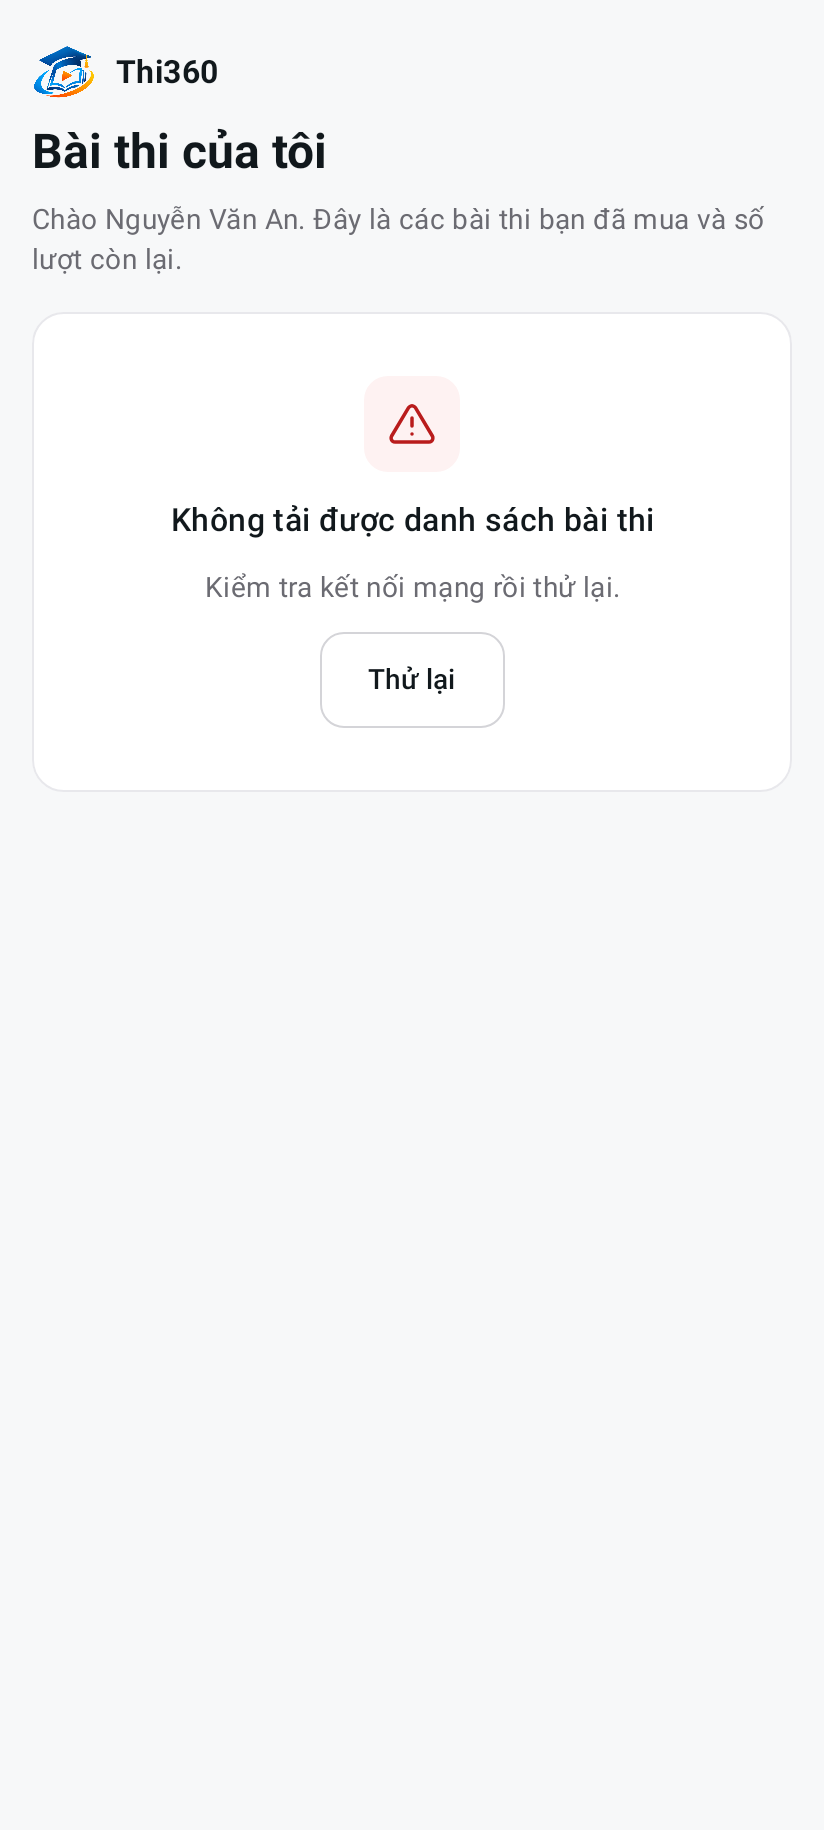 Thi360
Bài thi của tôi
Chào Nguyễn Văn An. Đây là các bài thi bạn đã mua và số
lượt còn lại.
Không tải được danh sách bài thi
Kiểm tra kết nối mạng rồi thử lại.
Thử lại